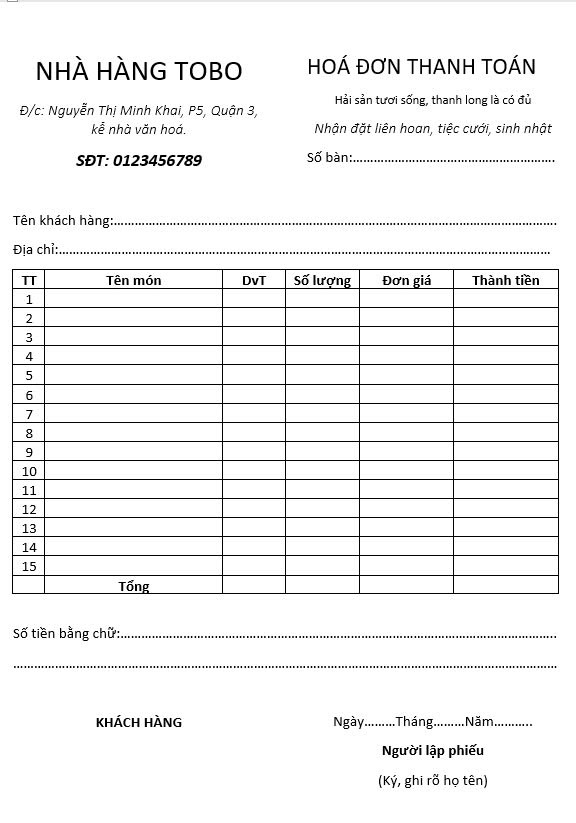 NHÀ HÀNG TOBO
Đ/c: Nguyễn Thị Minh Khai, P5, Quận 3,
kể nhà văn hoá.
SĐT: 0123456789
HOÁ ĐƠN THANH TOÁN
Hải sản tươi sống, thanh long là có đủ
Nhận đặt liên hoan, tiệc cưới, sinh nhật
Số bàn:………………………………………………….
Tên khách hàng:……………………………………………………………………………………………………………….
Địa chỉ:……………………………………………………………………………………………………………………………
TT Tên món DvT Số lượng Đơn giá Thành tiền
1
2
3
4
5
6
7
8
9
10
11
12
13
14
15
Tổng
Số tiền bằng chữ:……………………………………………………………………………………………………………..
…………………………………………………………………………………………………………………………………………
KHÁCH HÀNG
Ngày………Tháng………Năm………..
Người lập phiếu
(Ký, ghi rõ họ tên)